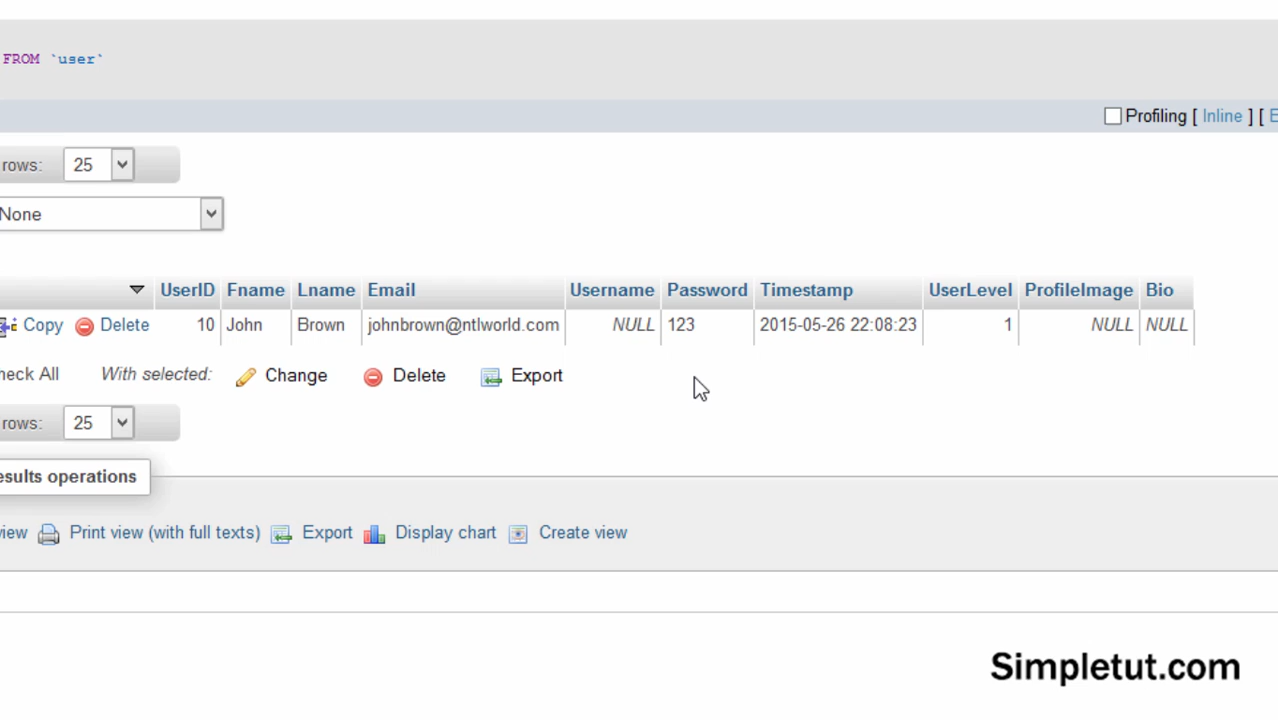 FROM `user`
Profiling [ Inline ] [ E
rows: 25
None
UserID Fname Lname Email Username Password Timestamp UserLevel ProfileImage Bio
Copy Delete 10 John Brown johnbrown@ntlworld.com NULL 123 2015-05-26 22:08:23 1 NULL NULL
heck All With selected: Change Delete Export
rows: 25
esults operations
view Print view (with full texts) Export Display chart Create view
Simpletut.com